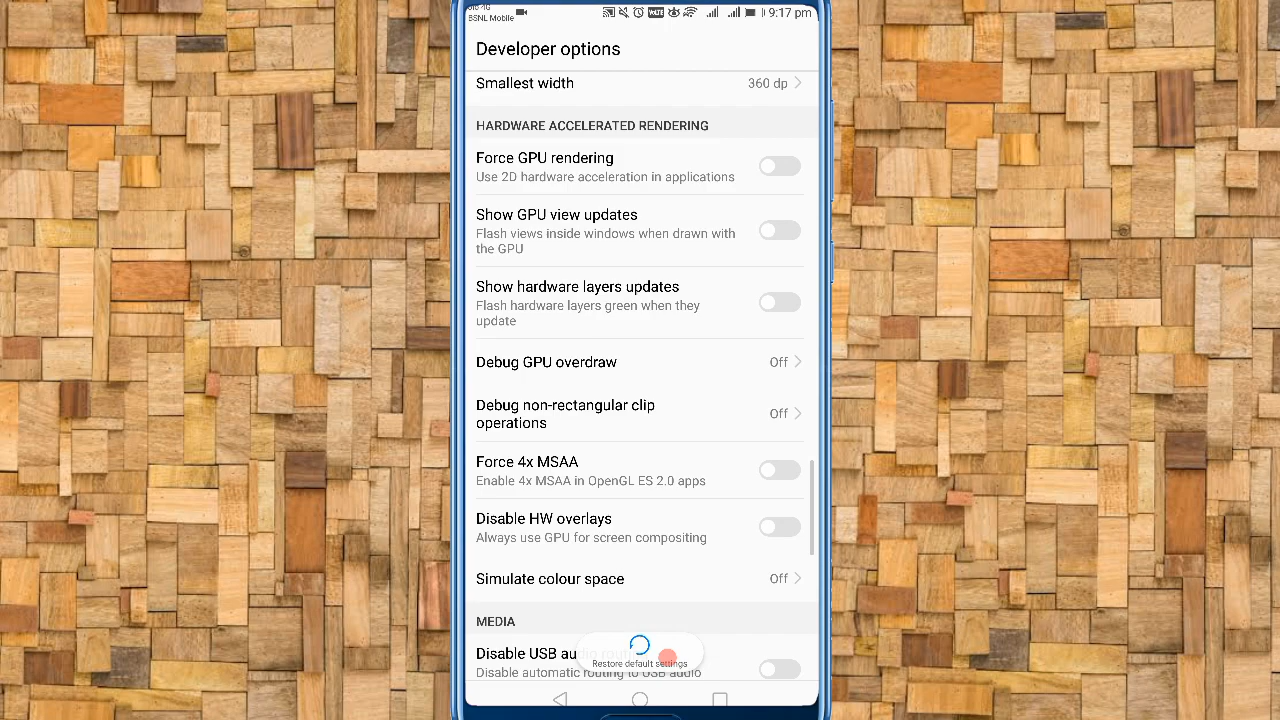 BSNL Mobile
VoLTE
9:17 pm
Developer options
Smallest width
360 dp
HARDWARE ACCELERATED RENDERING
Force GPU rendering
Use 2D hardware acceleration in applications
Show GPU view updates
Flash views inside windows when drawn with
the GPU
Show hardware layers updates
Flash hardware layers green when they
update
Debug GPU overdraw
Off
Debug non-rectangular clip
operations
Off
Force 4x MSAA
Enable 4x MSAA in OpenGL ES 2.0 apps
Disable HW overlays
Always use GPU for screen compositing
Simulate colour space
Off
MEDIA
Disable USB audio
Restore default settings
Disable automatic routing to USB audio